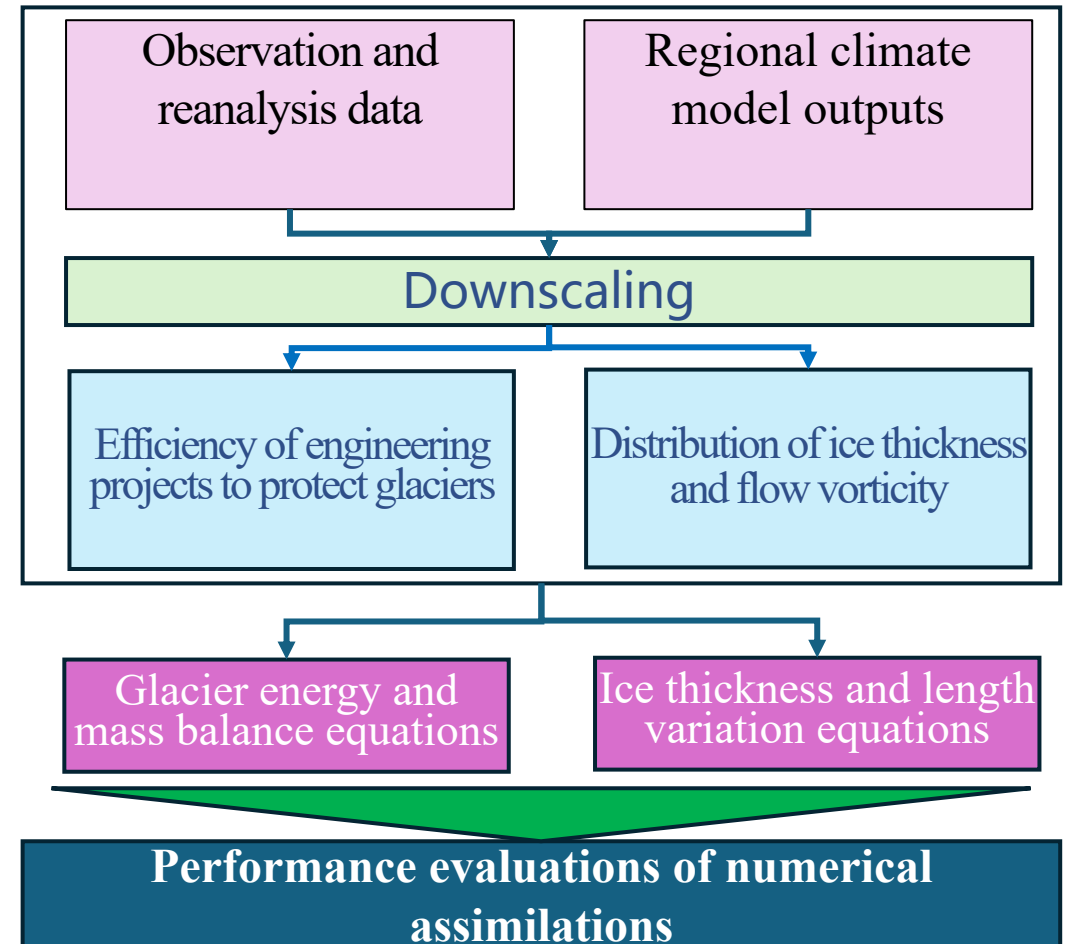 Observation and
reanalysis data
Regional climate
model outputs
Downscaling
Efficiency of engineering
projects to protect glaciers
Distribution of ice thickness
and flow vorticity
Glacier energy and
mass balance equations
Ice thickness and length
variation equations
Performance evaluations of numerical
assimilations